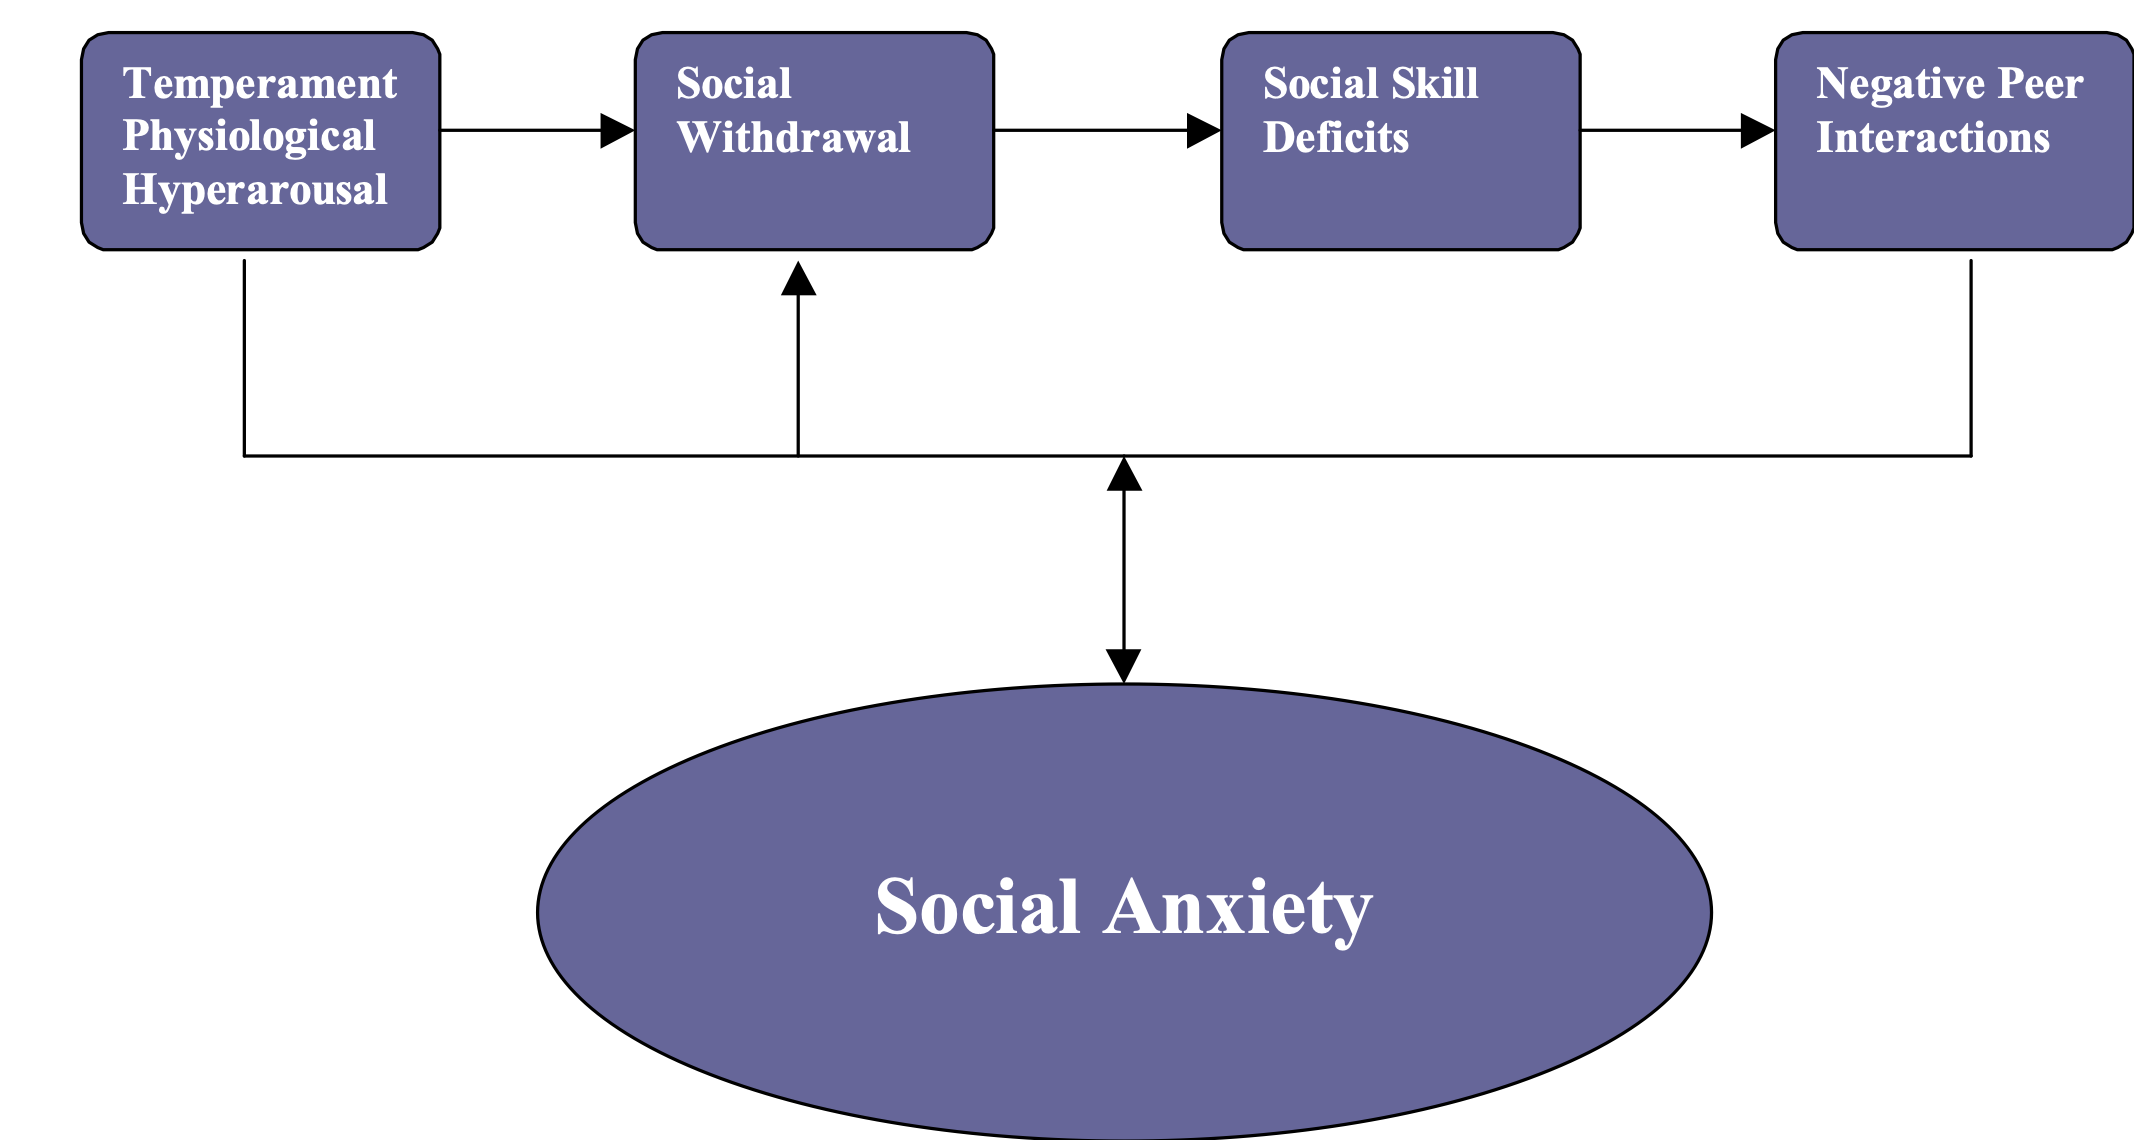 Temperament
Physiological
Hyperarousal
Social
Withdrawal
Social Skill
Deficits
Negative Peer
Interactions
Social Anxiety